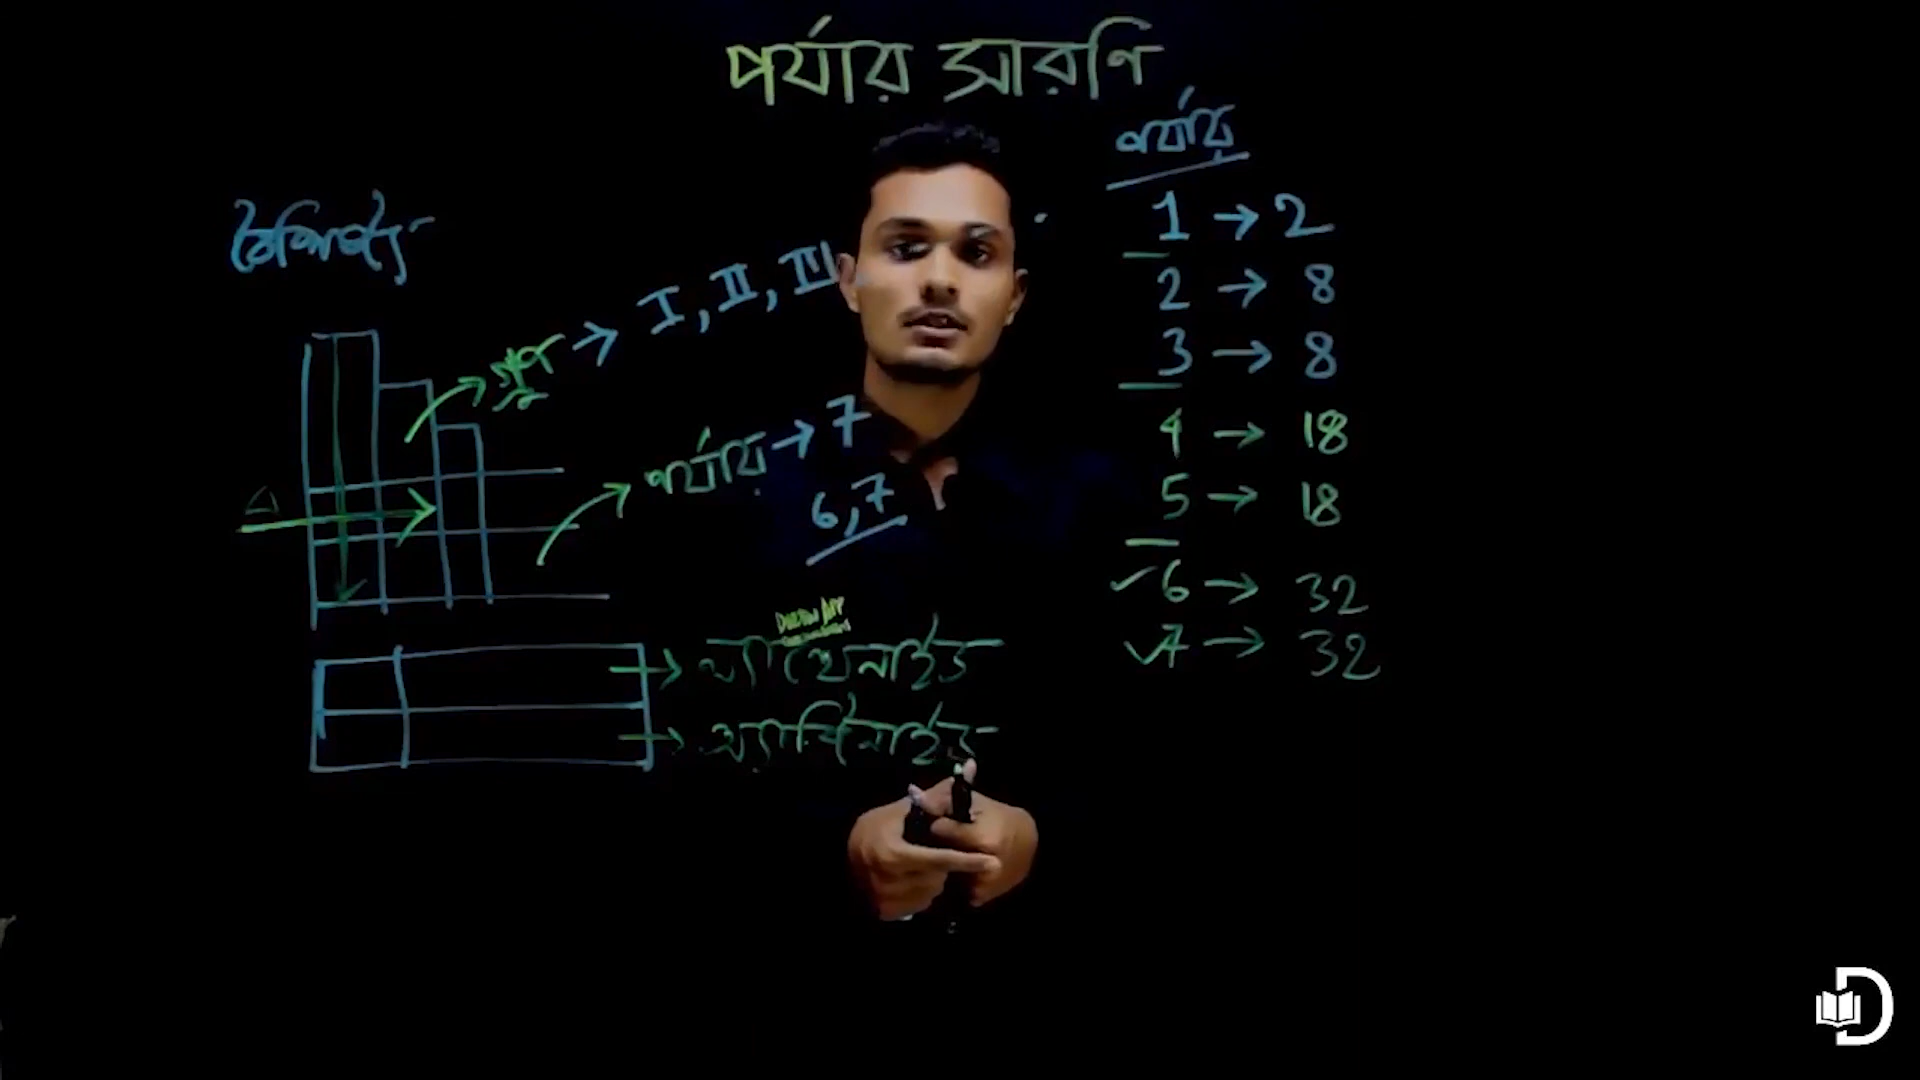 পর্যায় সারণি
পর্যায়
বৈশিষ্ট্য
গ্রুপ → I, II, III
পর্যায় → 7
6,7
1 → 2
2 → 8
3 → 8
4 → 18
5 → 18
6 → 32
7 → 32
ল্যান্থেনাইড
অ্যাক্টিনাইড